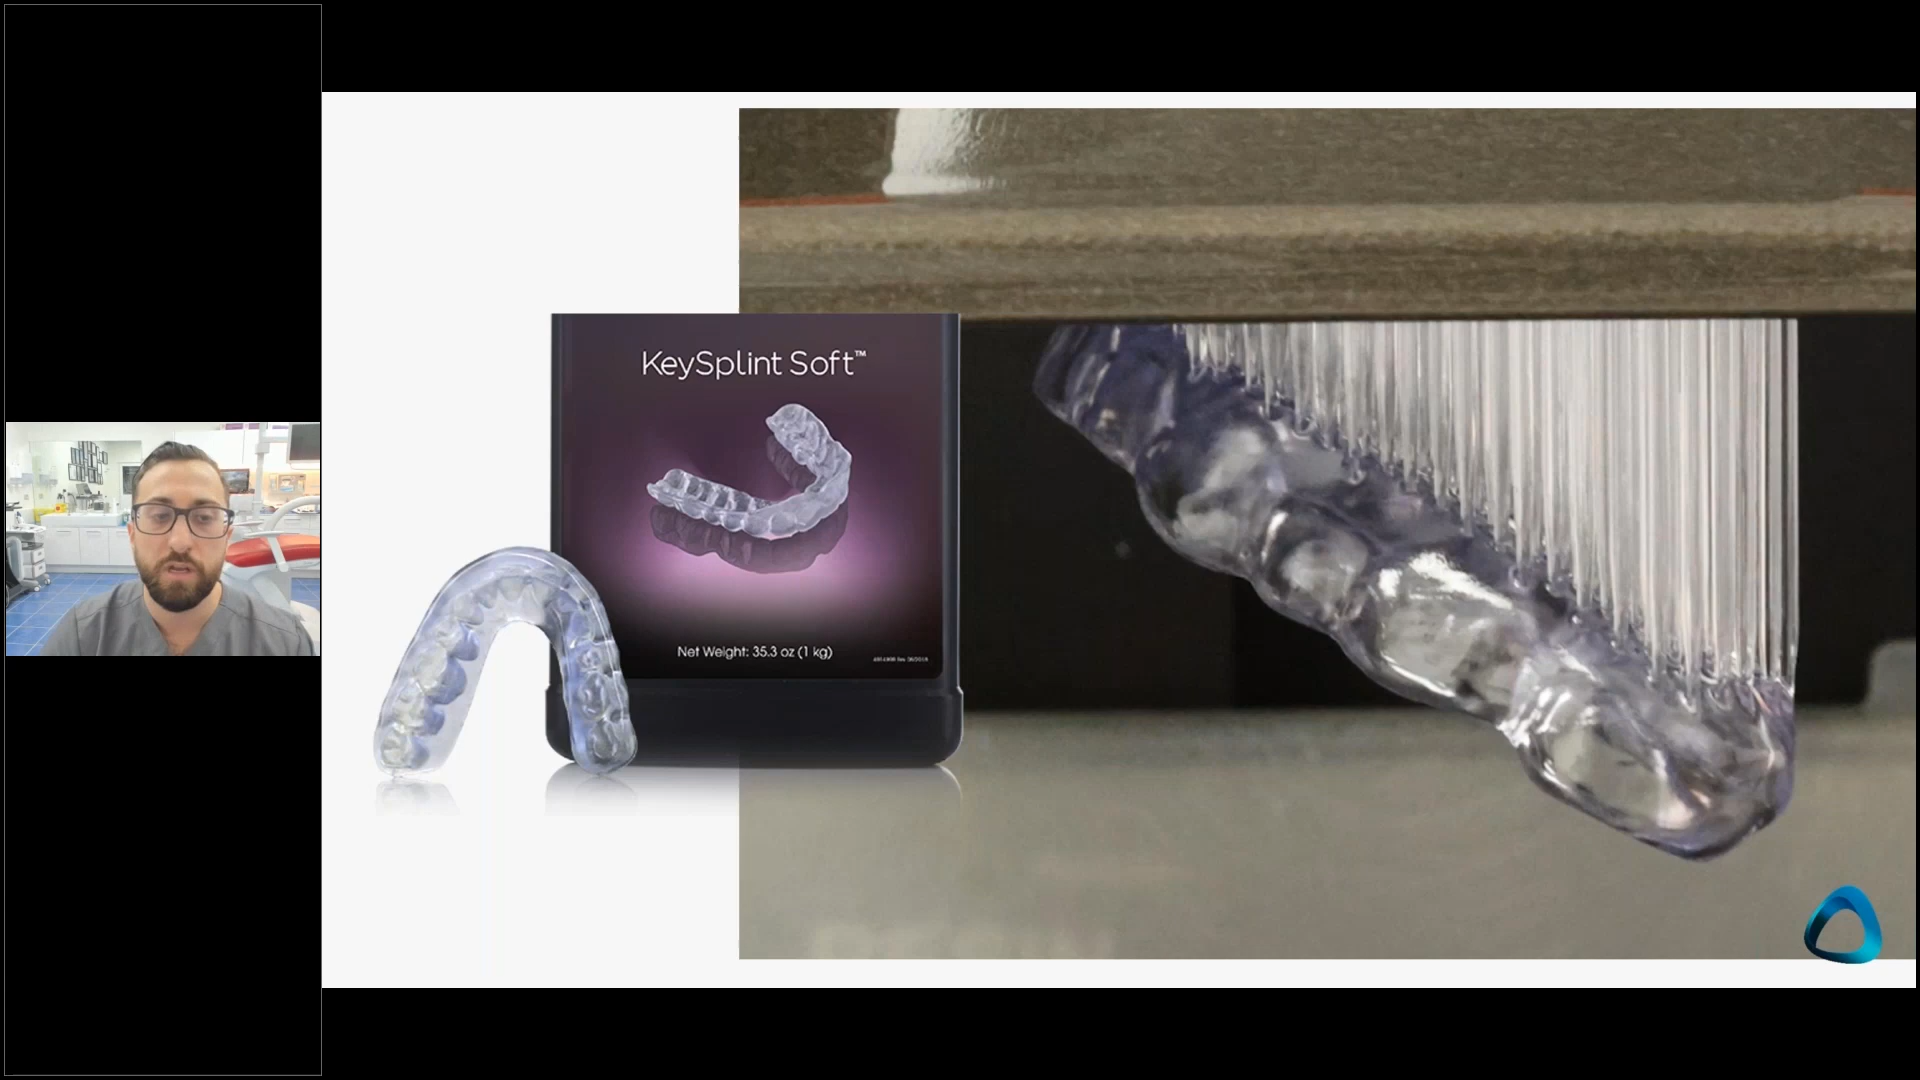 KeySplint Soft™
Net Weight: 35.3 oz (1 kg)